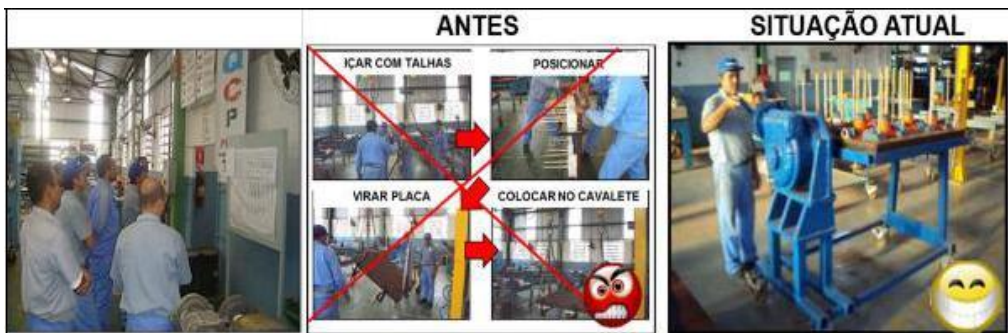 ANTES
SITUAÇÃO ATUAL
IÇAR COM TALHAS
POSICIONAR
VIRAR PLACA
COLOCAR NO CAVALETE
Q
C
P